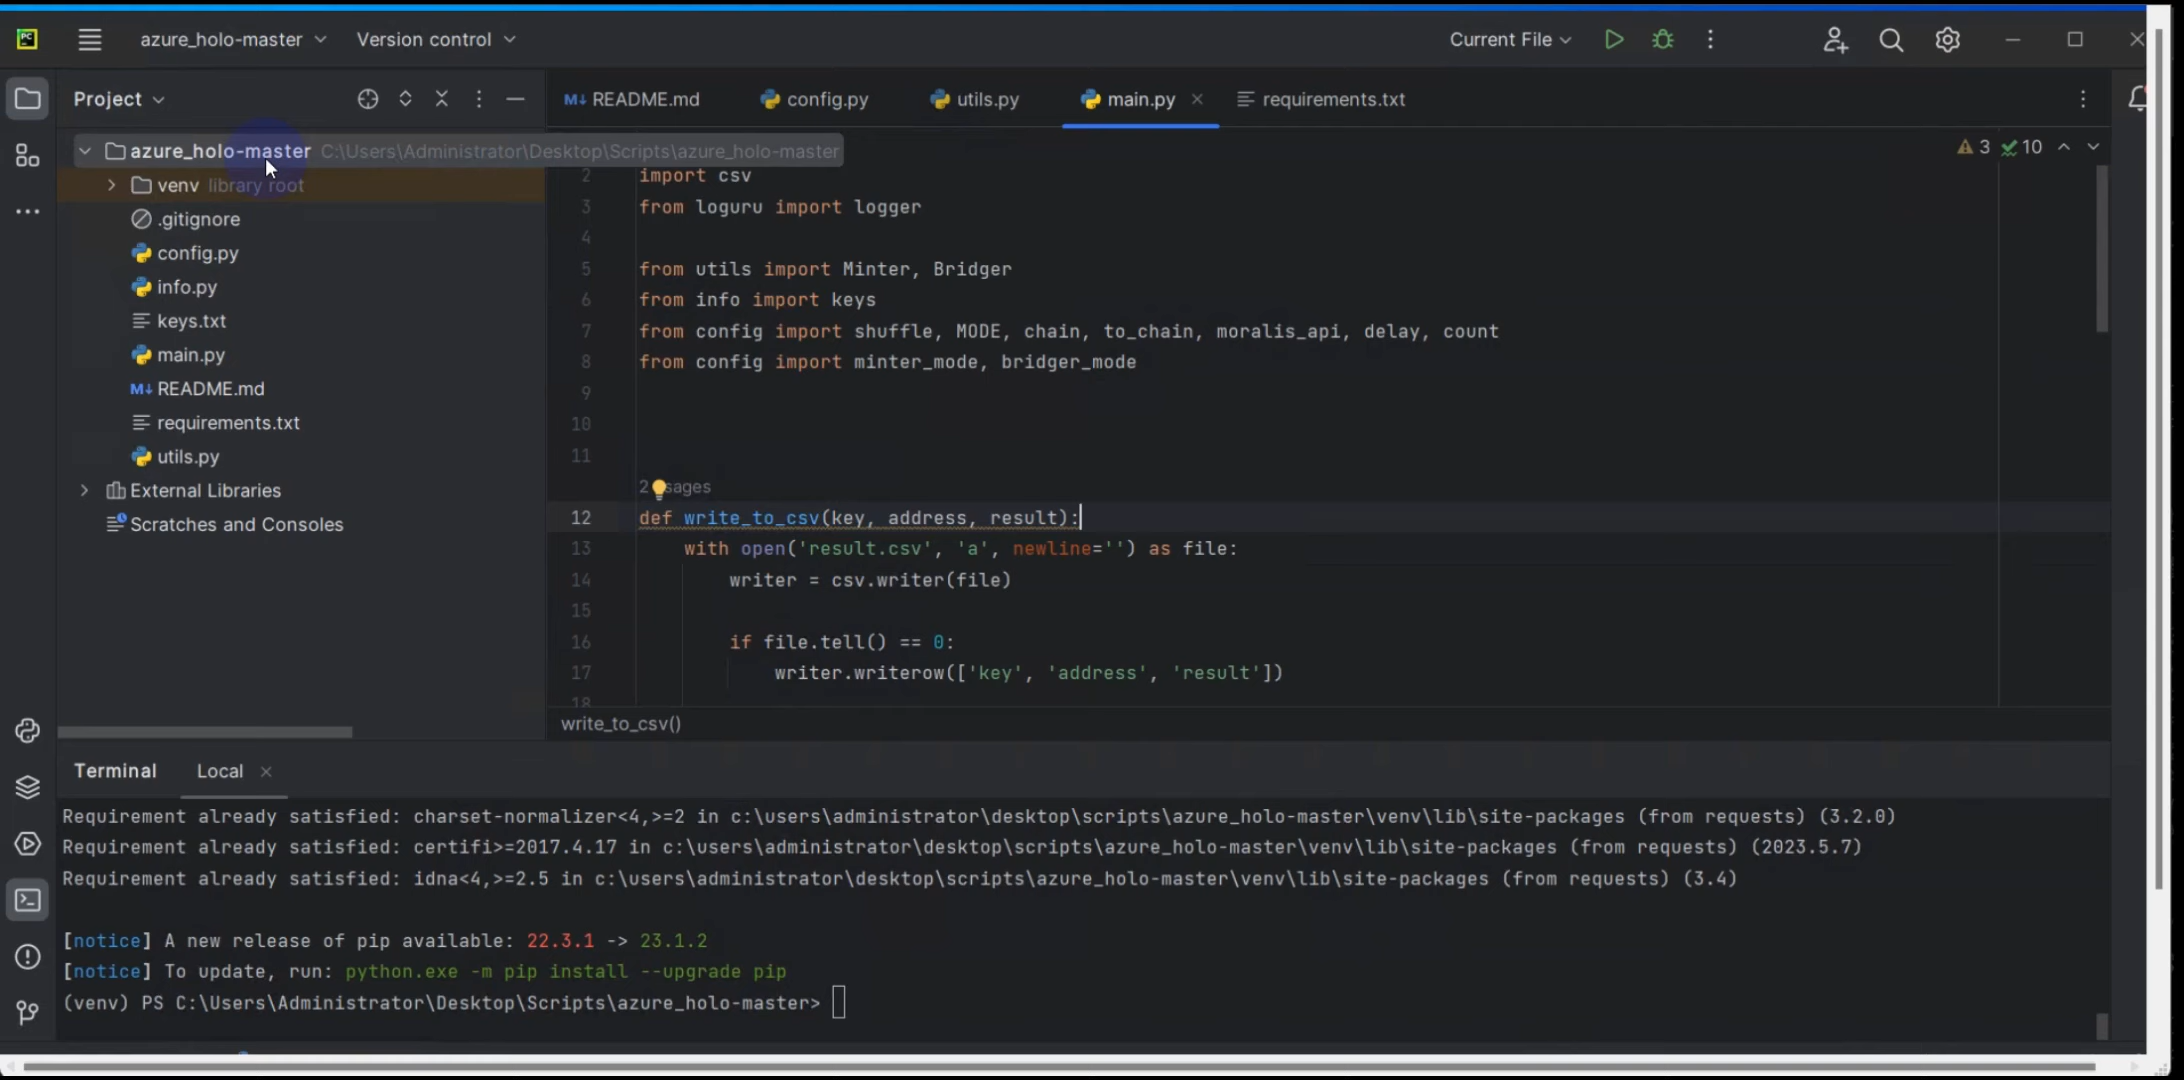 PC azure_holo-master Version control Current File
Project
README.md config.py utils.py main.py requirements.txt
azure_holo-master C:\Users\Administrator\Desktop\Scripts\azure_holo-master
3 10
venv library root
.gitignore
config.py
info.py
keys.txt
main.py
README.md
requirements.txt
utils.py
External Libraries
Scratches and Consoles
2 import csv
3 from loguru import logger
4
5 from utils import Minter, Bridger
6 from info import keys
7 from config import shuffle, MODE, chain, to_chain, moralis_api, delay, count
8 from config import minter_mode, bridger_mode
9
10
11
2 usages
12 def write_to_csv(key, address, result):
13 with open('result.csv', 'a', newline='') as file:
14 writer = csv.writer(file)
15
16 if file.tell() == 0:
17 writer.writerow(['key', 'address', 'result'])
18
write_to_csv()
Terminal Local
Requirement already satisfied: charset-normalizer<4,>=2 in c:\users\administrator\desktop\scripts\azure_holo-master\venv\lib\site-packages (from requests) (3.2.0)
Requirement already satisfied: certifi>=2017.4.17 in c:\users\administrator\desktop\scripts\azure_holo-master\venv\lib\site-packages (from requests) (2023.5.7)
Requirement already satisfied: idna<4,>=2.5 in c:\users\administrator\desktop\scripts\azure_holo-master\venv\lib\site-packages (from requests) (3.4)
[notice] A new release of pip available: 22.3.1 -> 23.1.2
[notice] To update, run: python.exe -m pip install --upgrade pip
(venv) PS C:\Users\Administrator\Desktop\Scripts\azure_holo-master>